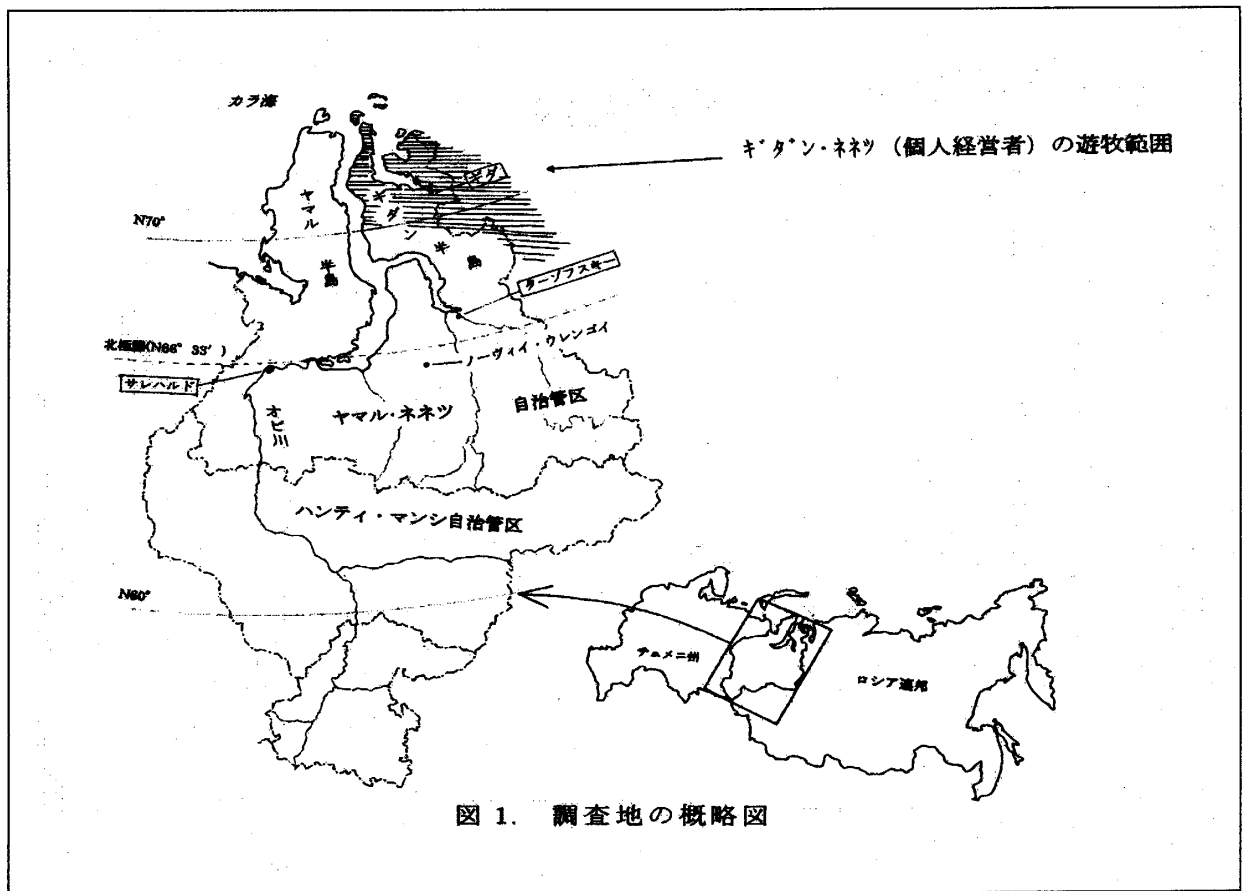 カラ海
ギダン・ネネツ（個人経営者）の遊牧範囲
ギダ
ヤマル半島
ギダン半島
N70°
ターゾフスキー
北極圏(N66° 33′)
ノーヴィイ・ウレンゴイ
サレハルド
オビ川
ヤマル・ネネツ
自治管区
ハンティ・マンシ自治管区
N60°
チュメニ州
ロシア連邦
図 1. 調査地の概略図